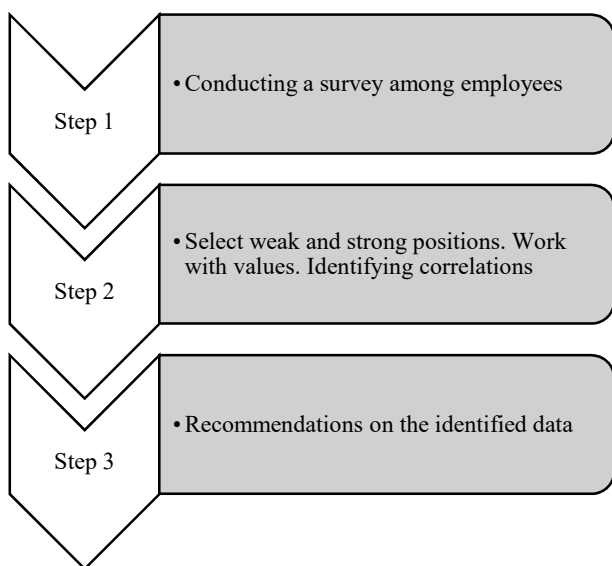 Step 1
• Conducting a survey among employees
Step 2
• Select weak and strong positions. Work
with values. Identifying correlations
Step 3
• Recommendations on the identified data